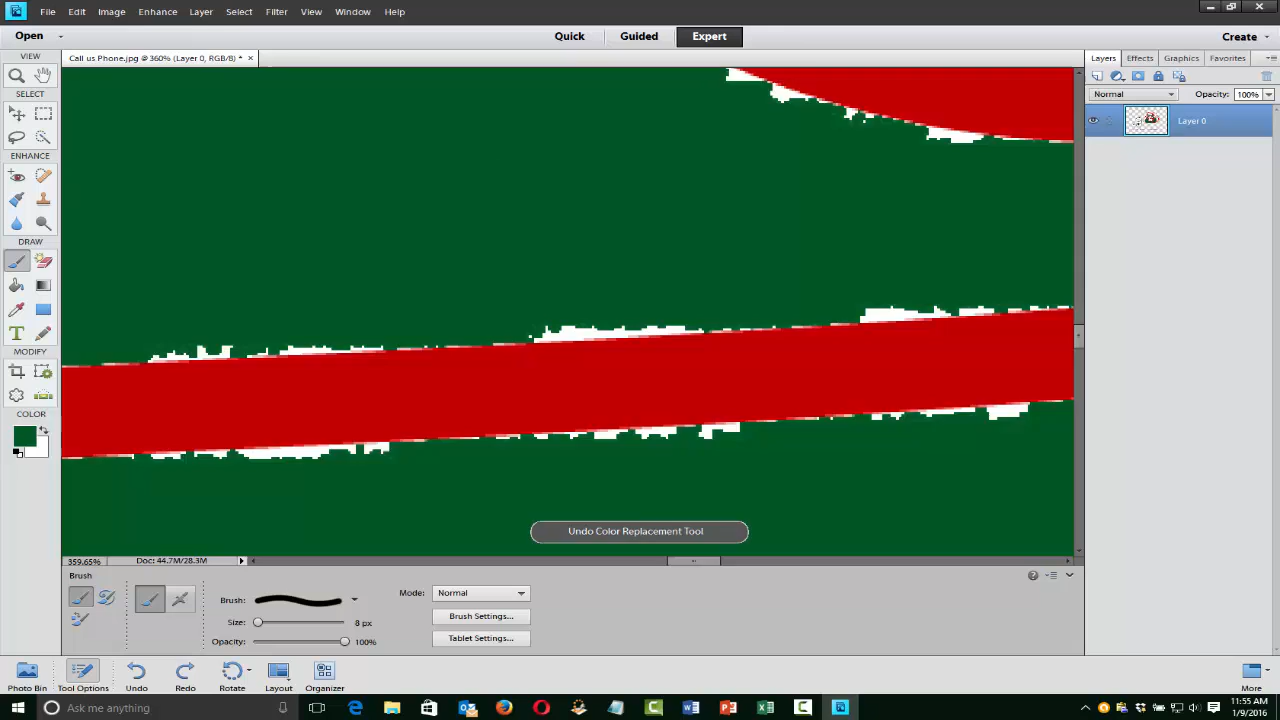 File Edit Image Enhance Layer Select Filter View Window Help
Open Quick Guided Expert Create
VIEW Call us Phone.jpg @ 360% (Layer 0, RGB/8) * × Layers Effects Graphics Favorites
SELECT Normal Opacity: 100%
Layer 0
ENHANCE
DRAW
T
MODIFY
COLOR
Undo Color Replacement Tool
359.65% Doc: 44.7M/28.3M
Brush
Brush: Mode: Normal
Size: 8 px Brush Settings...
Opacity: 100% Tablet Settings...
Photo Bin Tool Options Undo Redo Rotate Layout Organizer More
Ask me anything 11:55 AM
1/9/2016